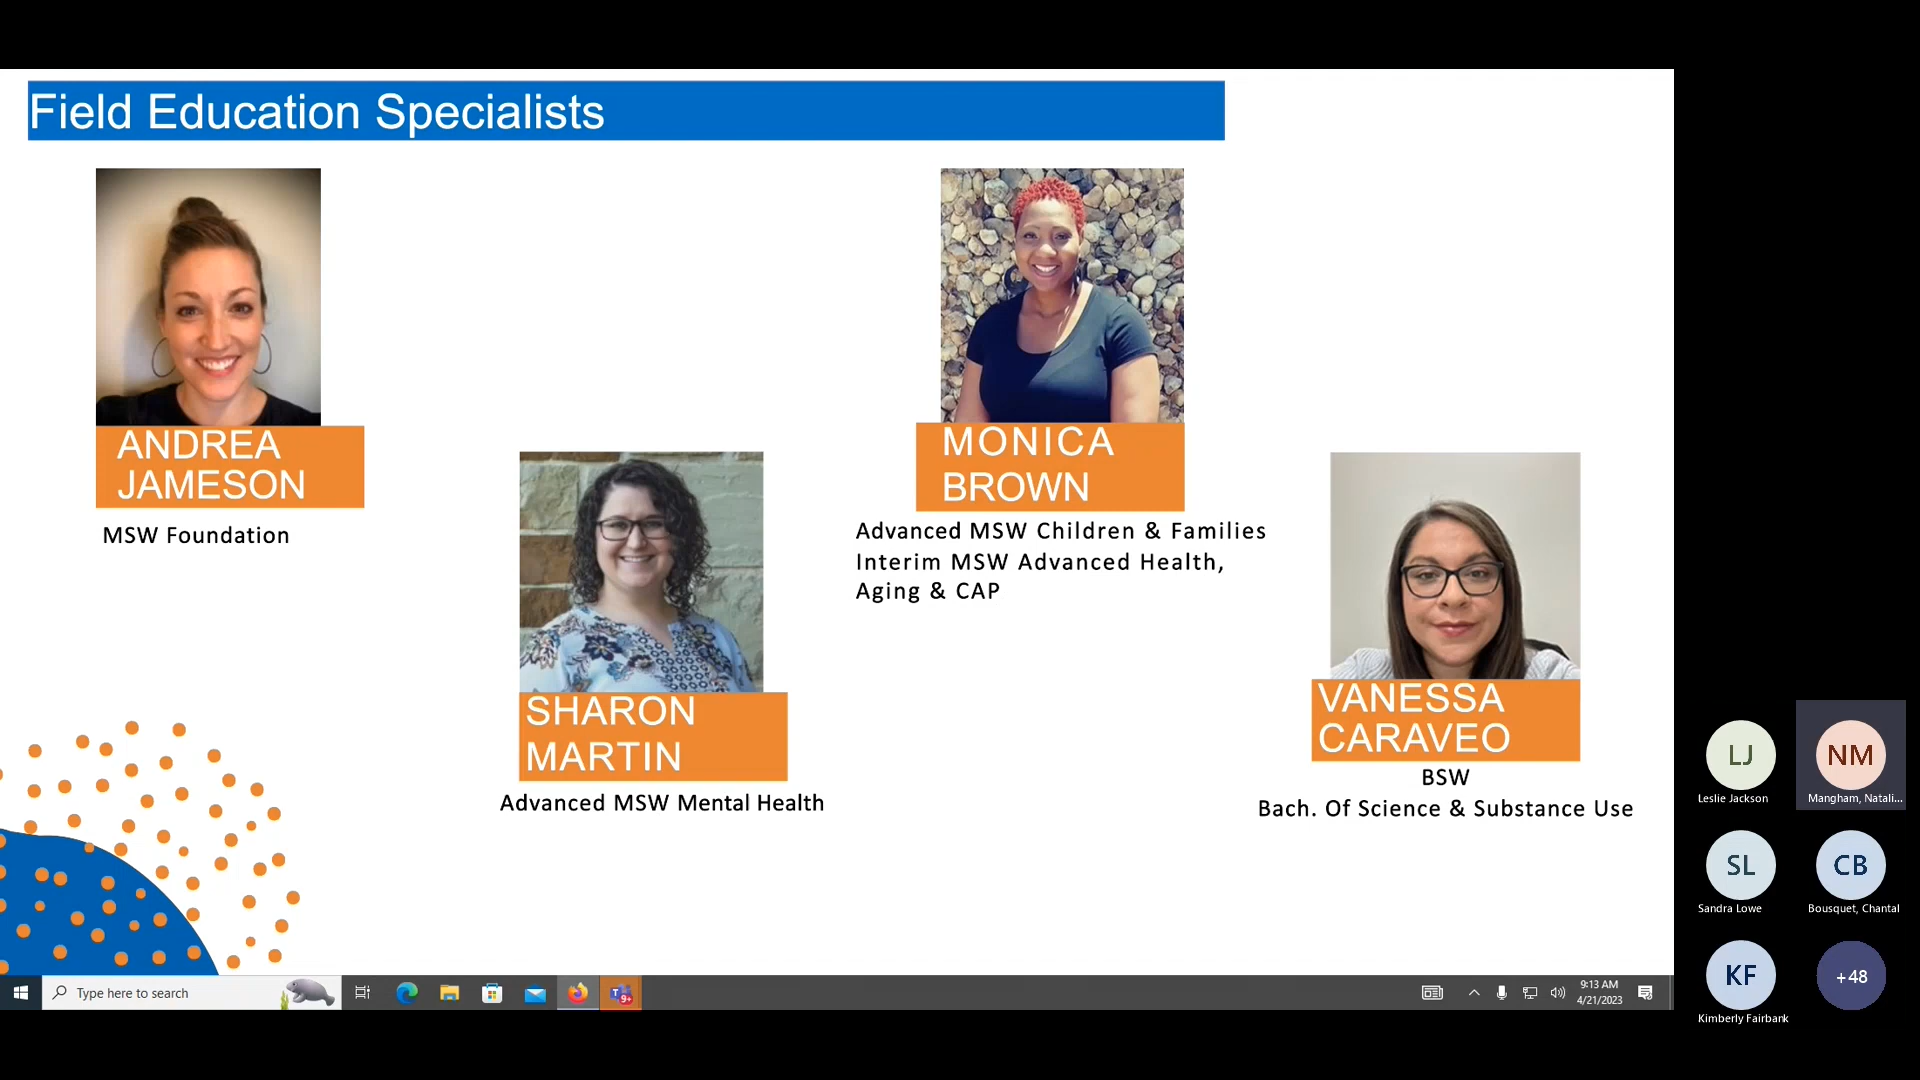 Field Education Specialists
ANDREA
JAMESON
MSW Foundation
SHARON
MARTIN
Advanced MSW Mental Health
MONICA
BROWN
Advanced MSW Children & Families
Interim MSW Advanced Health,
Aging & CAP
VANESSA
CARAVEO
BSW
Bach. Of Science & Substance Use
LJ
Leslie Jackson
NM
Mangham, Natali...
SL
Sandra Lowe
CB
Bousquet, Chantal
KF
Kimberly Fairbank
+48
Type here to search
T
9+
9:13 AM
4/21/2023